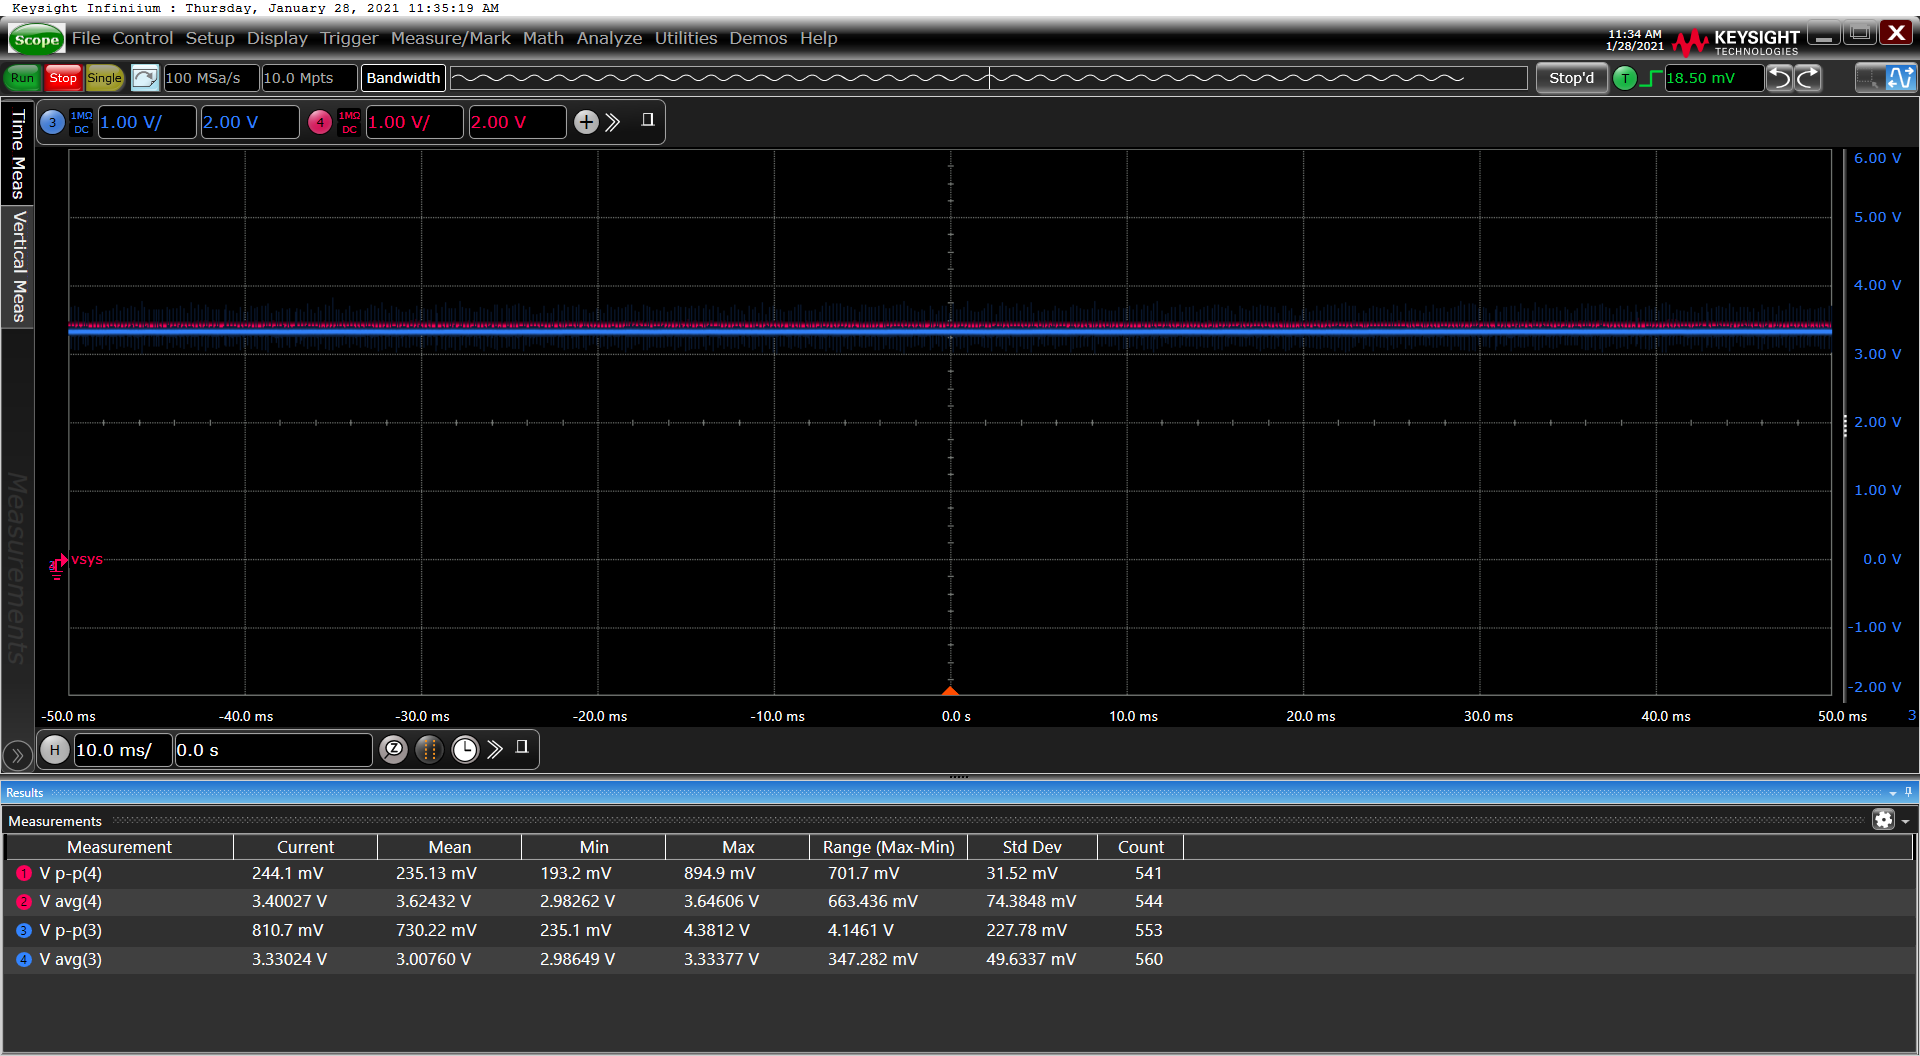 Keysight Infiniium : Thursday, January 28, 2021 11:35:19 AM
Scope File Control Setup Display Trigger Measure/Mark Math Analyze Utilities Demos Help
11:34 AM
1/28/2021
KEYSIGHT
TECHNOLOGIES
Run Stop Single 100 MSa/s 10.0 Mpts Bandwidth Stop'd T 18.50 mV
3 1MΩ DC 1.00 V/ 2.00 V 4 1MΩ DC 1.00 V/ 2.00 V
Time Meas
Vertical Meas
Measurements
6.00 V
5.00 V
4.00 V
3.00 V
2.00 V
1.00 V
vsys
0.0 V
-1.00 V
-2.00 V
-50.0 ms -40.0 ms -30.0 ms -20.0 ms -10.0 ms 0.0 s 10.0 ms 20.0 ms 30.0 ms 40.0 ms 50.0 ms 3
H 10.0 ms/ 0.0 s
Results
Measurements
Measurement Current Mean Min Max Range (Max-Min) Std Dev Count
1 V p-p(4) 244.1 mV 235.13 mV 193.2 mV 894.9 mV 701.7 mV 31.52 mV 541
2 V avg(4) 3.40027 V 3.62432 V 2.98262 V 3.64606 V 663.436 mV 74.3848 mV 544
3 V p-p(3) 810.7 mV 730.22 mV 235.1 mV 4.3812 V 4.1461 V 227.78 mV 553
4 V avg(3) 3.33024 V 3.00760 V 2.98649 V 3.33377 V 347.282 mV 49.6337 mV 560